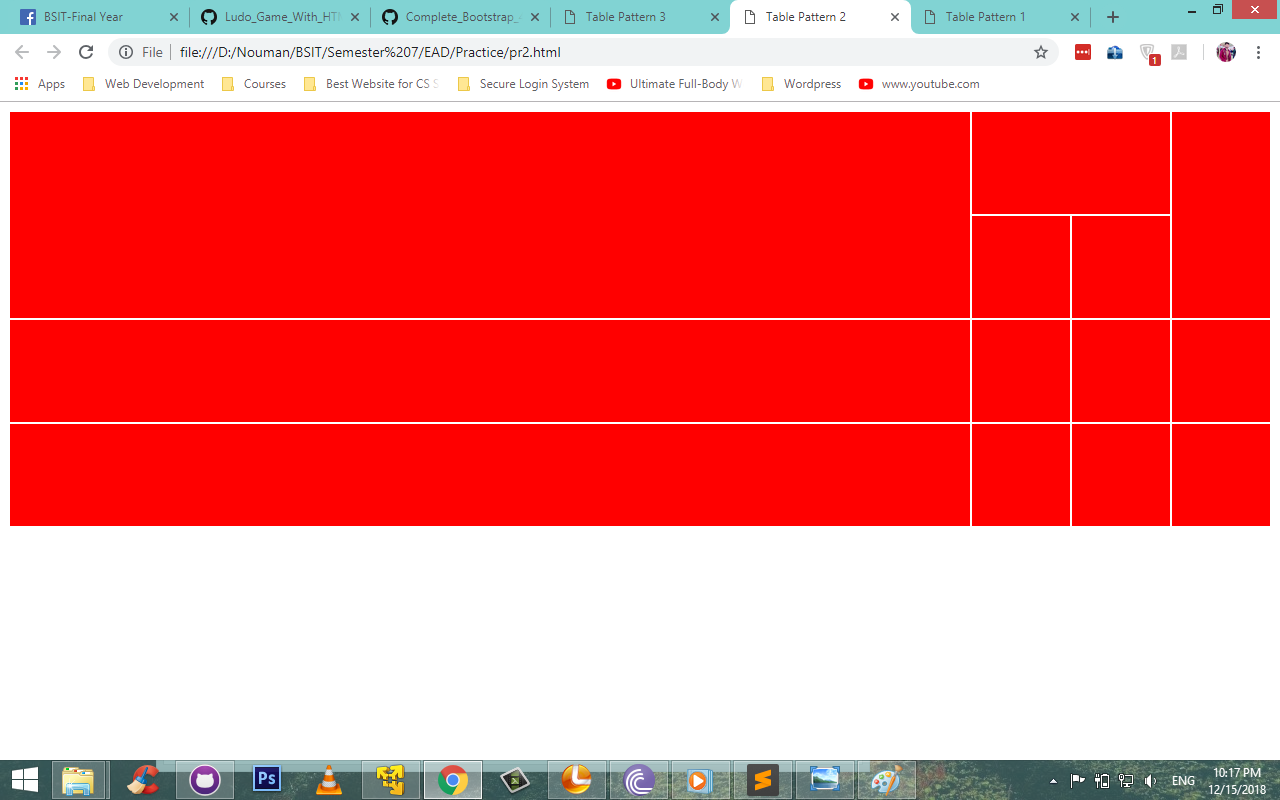 BSIT-Final Year
Ludo_Game_With_HTM
Complete_Bootstrap_
Table Pattern 3
Table Pattern 2
Table Pattern 1
File file:///D:/Nouman/BSIT/Semester%207/EAD/Practice/pr2.html
1
Apps Web Development Courses Best Website for CS S Secure Login System Ultimate Full-Body W Wordpress www.youtube.com
Ps
ENG
10:17 PM
12/15/2018